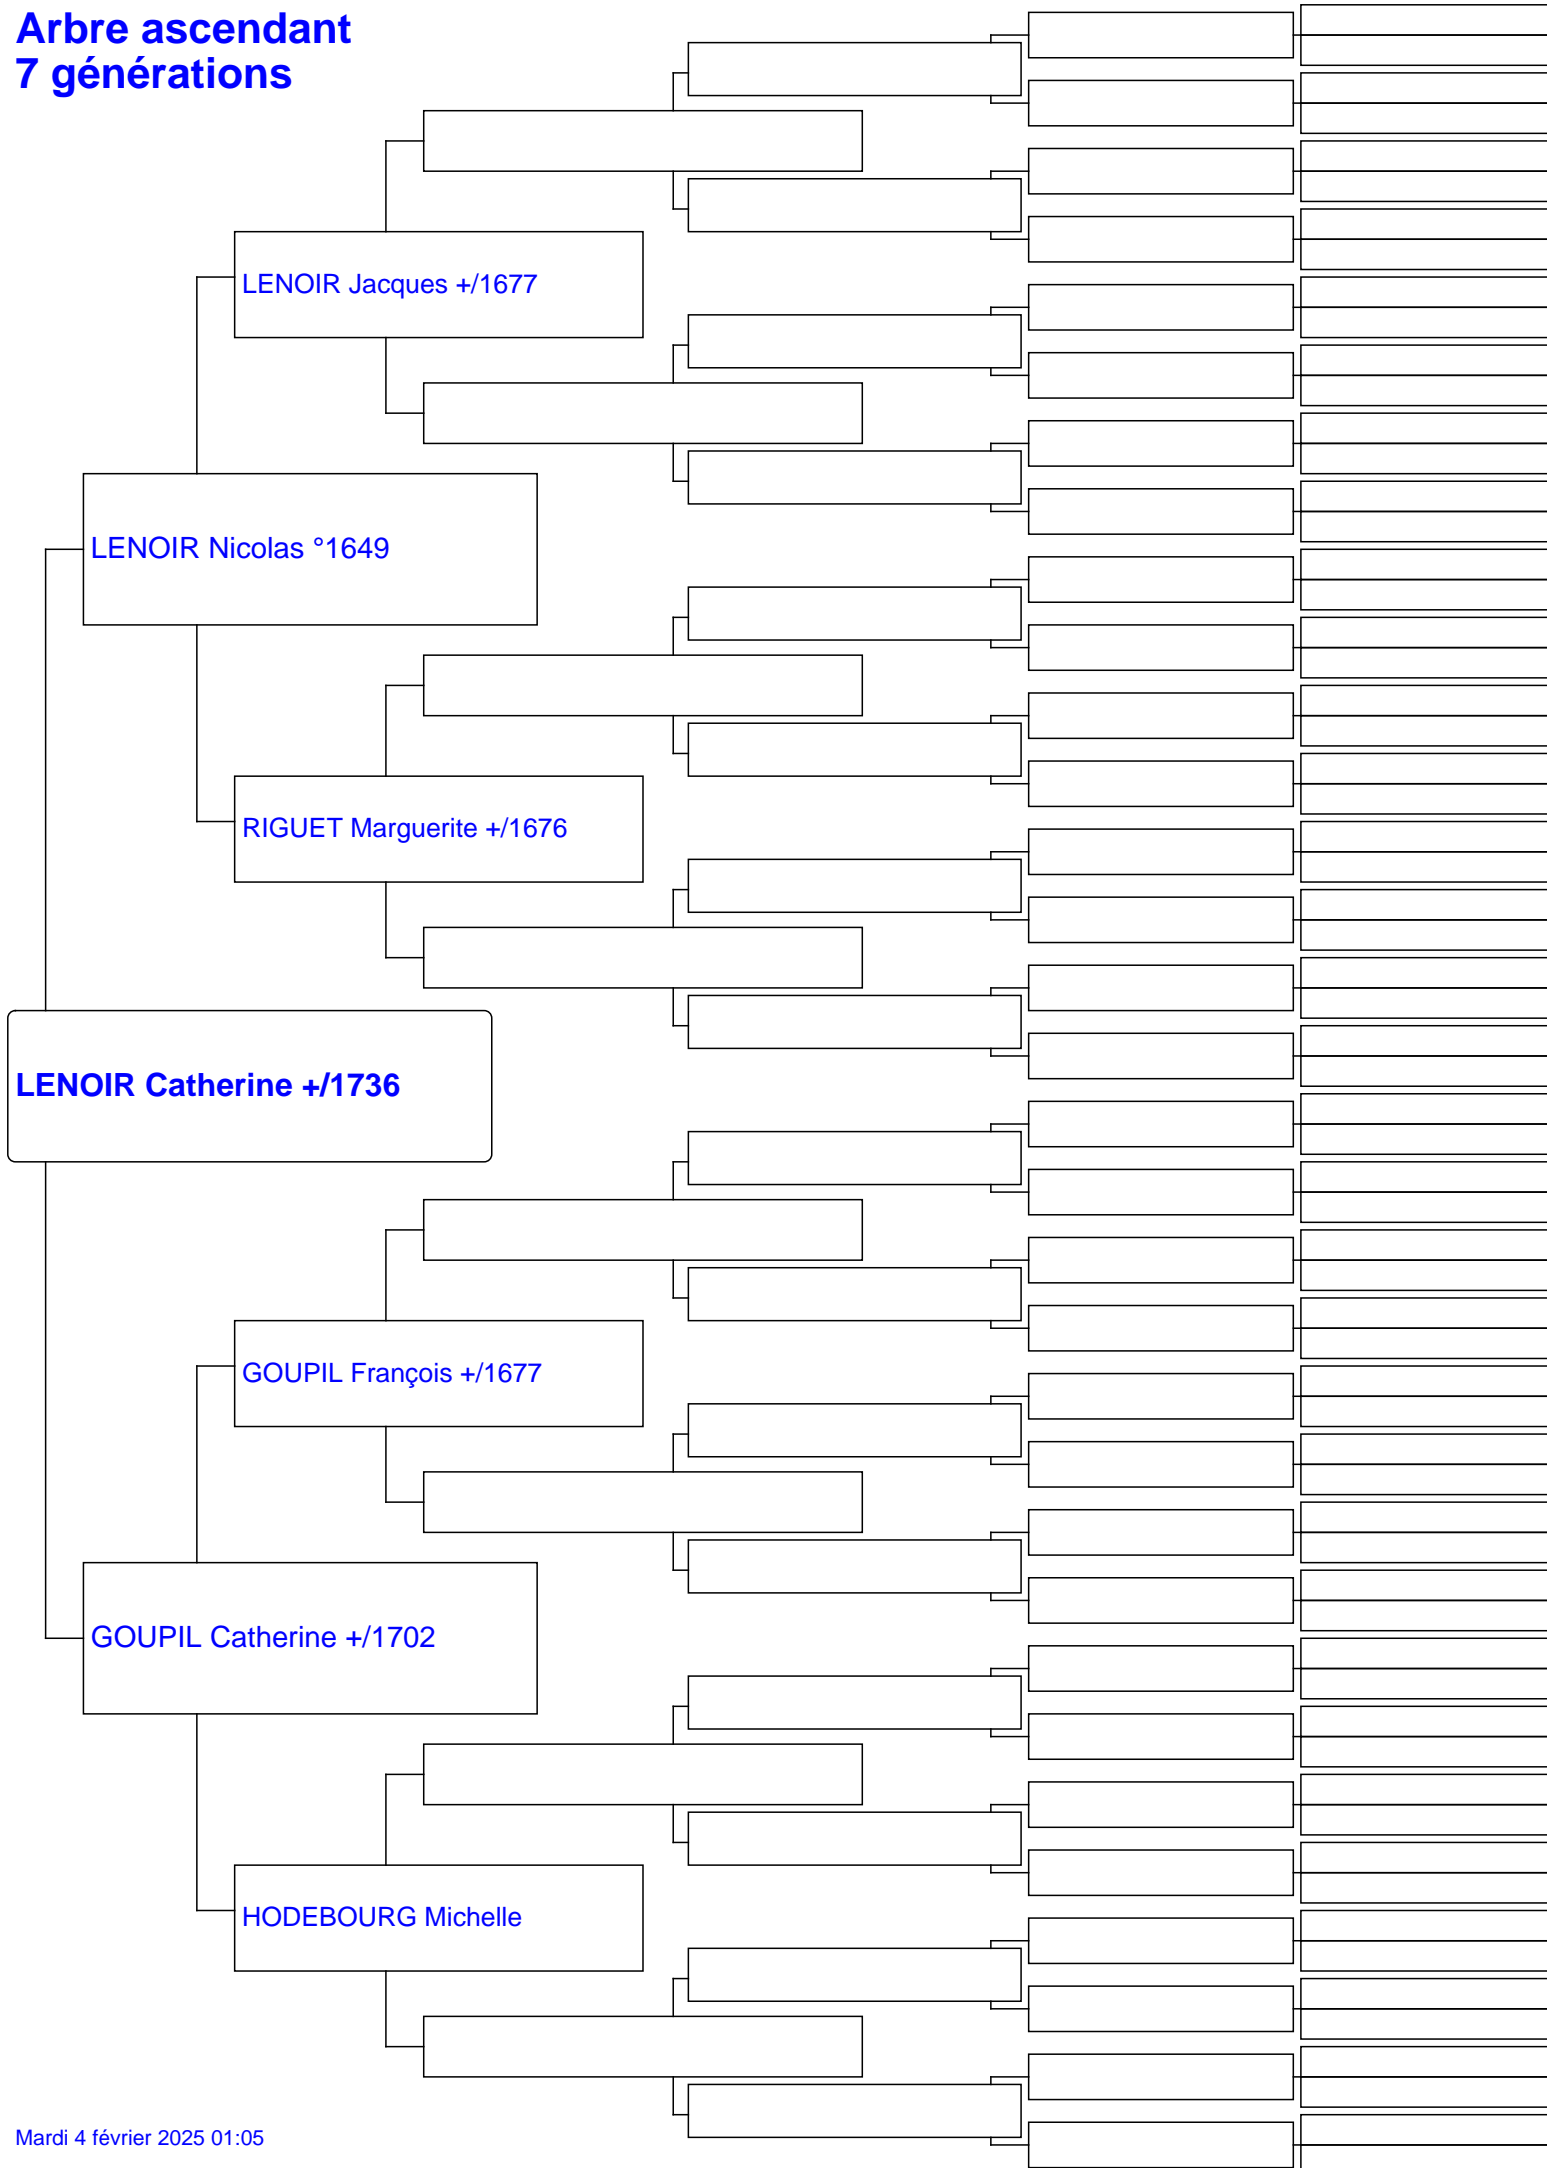 Arbre ascendant
7 générations
LENOIR Jacques +/1677
LENOIR Nicolas °1649
RIGUET Marguerite +/1676
LENOIR Catherine +/1736
GOUPIL François +/1677
GOUPIL Catherine +/1702
HODEBOURG Michelle
Mardi 4 février 2025 01:05